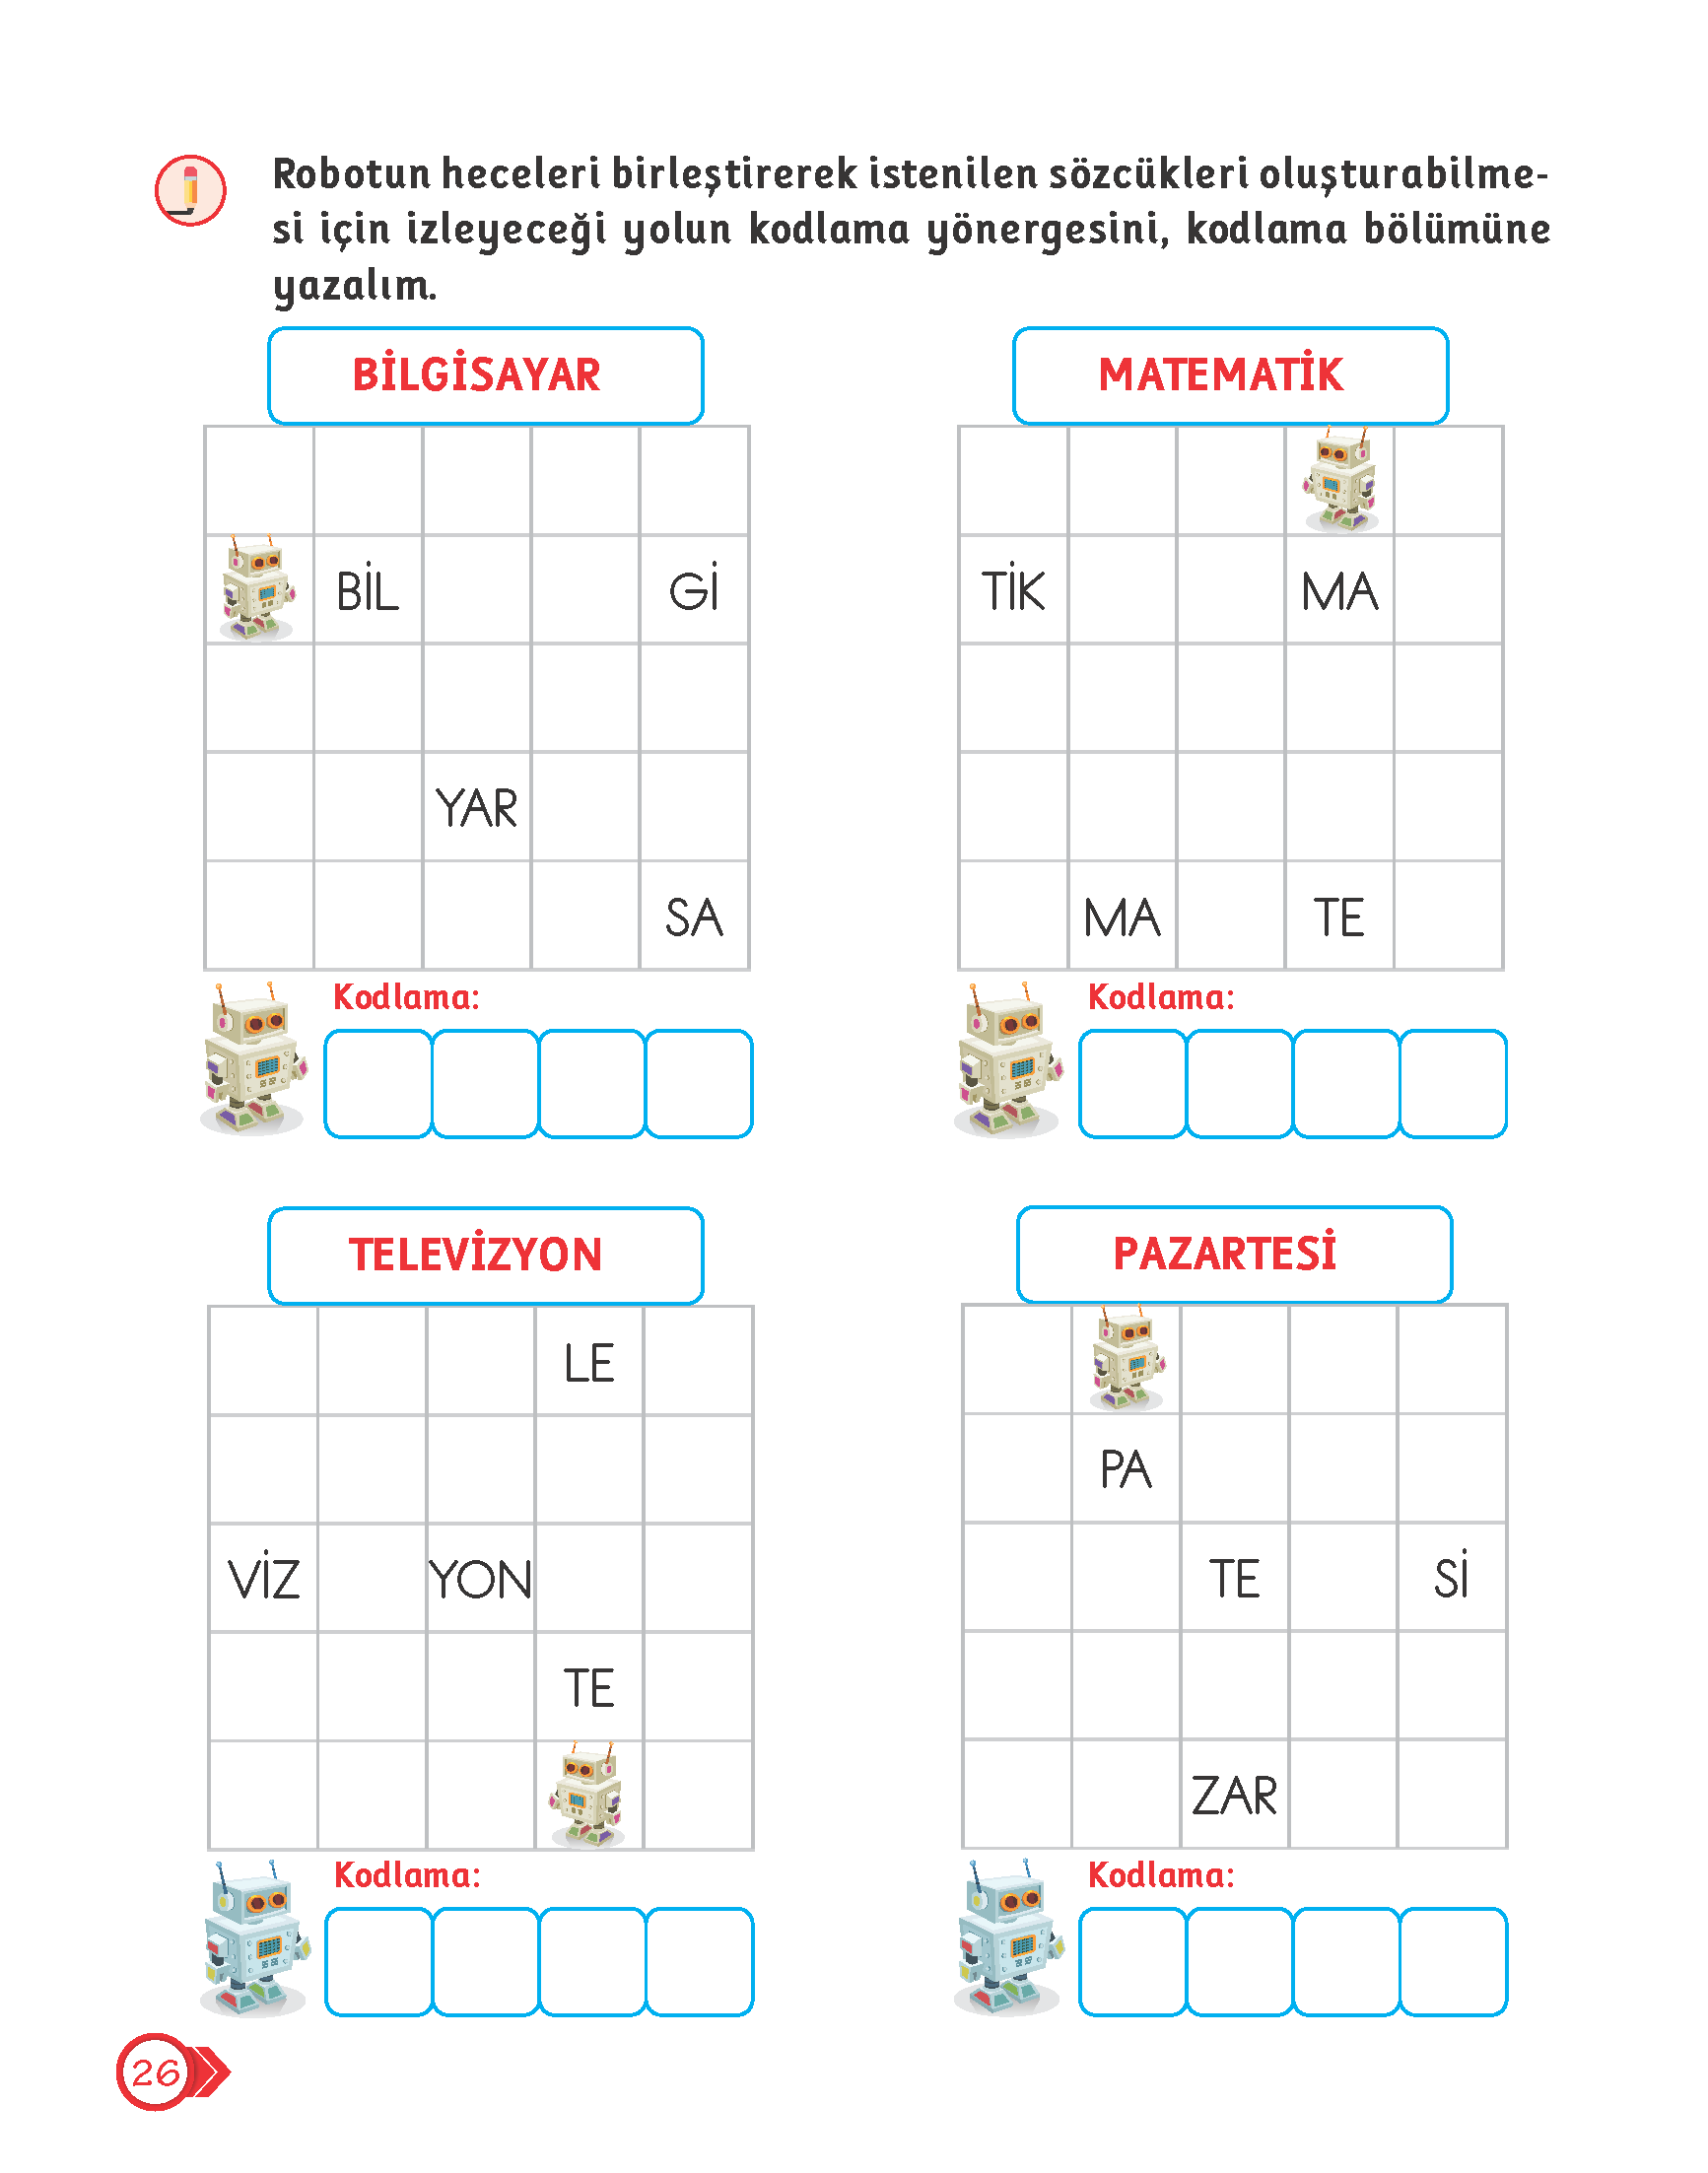 Robotun heceleri birleştirerek istenilen sözcükleri oluşturabilme-
si için izleyeceği yolun kodlama yönergesini, kodlama bölümüne
yazalım.
BİLGİSAYAR
BİL Gİ
YAR
SA
Kodlama:
MATEMATİK
TİK MA
MA TE
Kodlama:
TELEVİZYON
LE
VİZ YON
TE
Kodlama:
PAZARTESİ
PA
TE Sİ
ZAR
Kodlama:
26